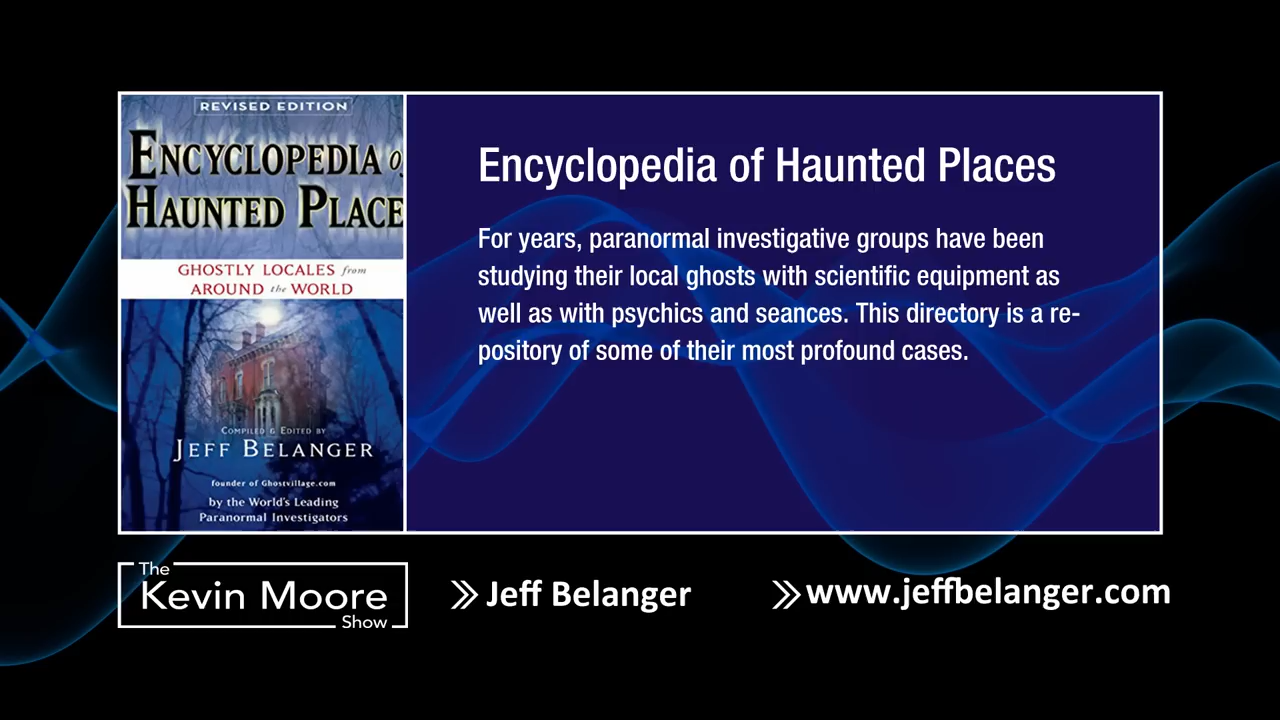 REVISED EDITION
ENCYCLOPEDIA o
HAUNTED PLACE
GHOSTLY LOCALES from
AROUND the WORLD
COMPILED & EDITED BY
JEFF BELANGER
founder of Ghostvillage.com
by the World's Leading
Paranormal Investigators
Encyclopedia of Haunted Places
For years, paranormal investigative groups have been
studying their local ghosts with scientific equipment as
well as with psychics and seances. This directory is a re-
pository of some of their most profound cases.
The
Kevin Moore
Show
Jeff Belanger
www.jeffbelanger.com